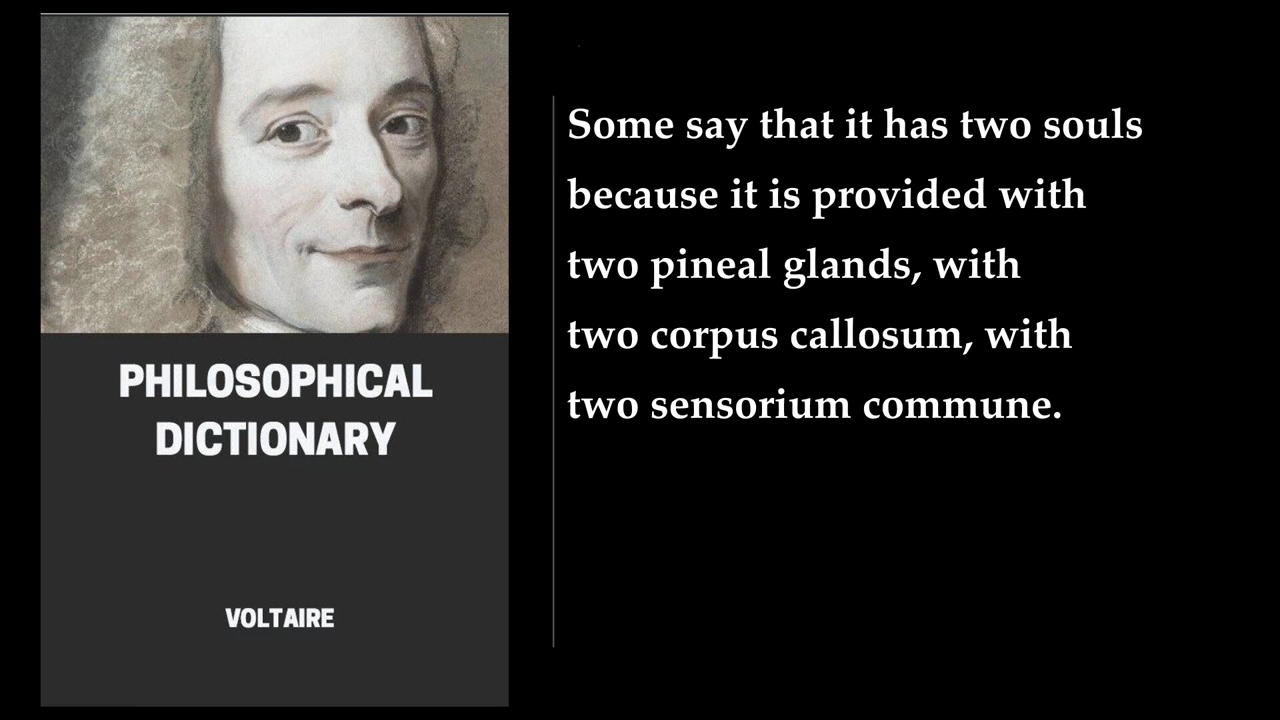 PHILOSOPHICAL
DICTIONARY
VOLTAIRE
Some say that it has two souls
because it is provided with
two pineal glands, with
two corpus callosum, with
two sensorium commune.